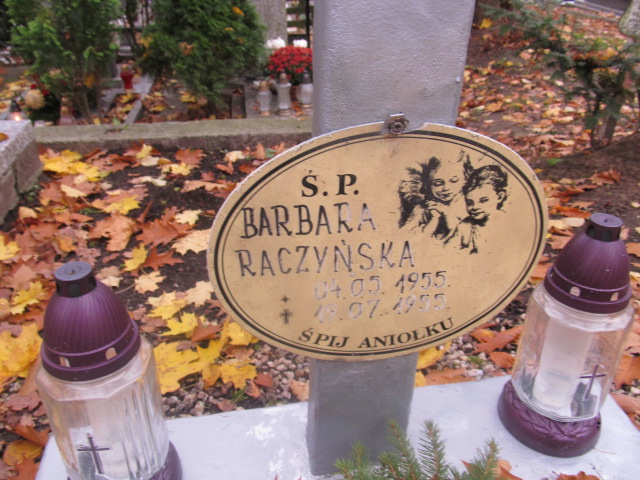 Ś.P.
BARBARA
RACZYŃSKA
04.05.1955.
19.07.1955.
ŚPIJ ANIOŁKU